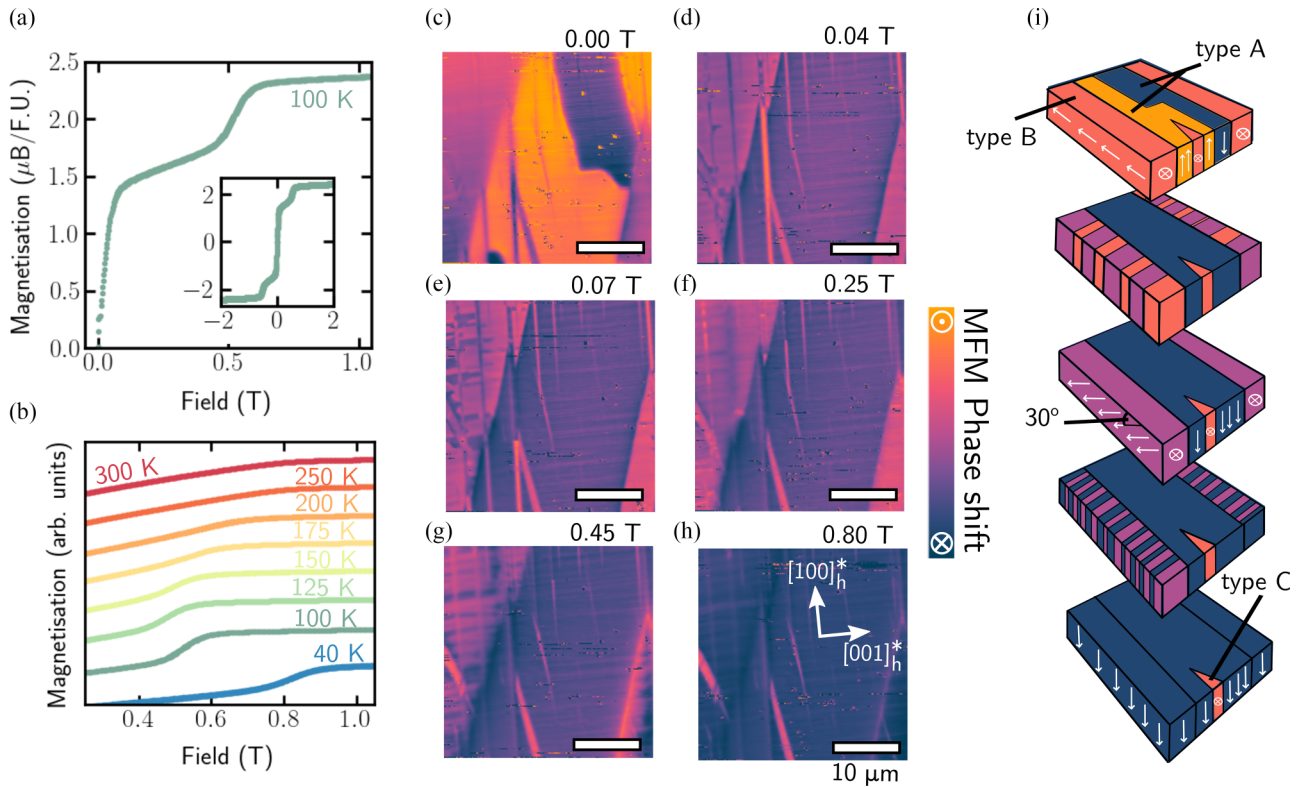 (a)
2.5
2.0
1.5
1.0
0.5
0.0
Magnetisation (μB/F.U.)
100 K
2
0
−2
−2 0 2
0.0 0.5 1.0
Field (T)
(b)
Magnetisation (arb. units)
300 K
250 K
200 K
175 K
150 K
125 K
100 K
40 K
0.4 0.6 0.8 1.0
Field (T)
(c)
0.00 T
(d)
0.04 T
(e)
0.07 T
(f)
0.25 T
(g)
0.45 T
(h)
0.80 T
[100]*h
[001]*h
10 μm
MFM Phase shift
(i)
type A
type B
30°
type C